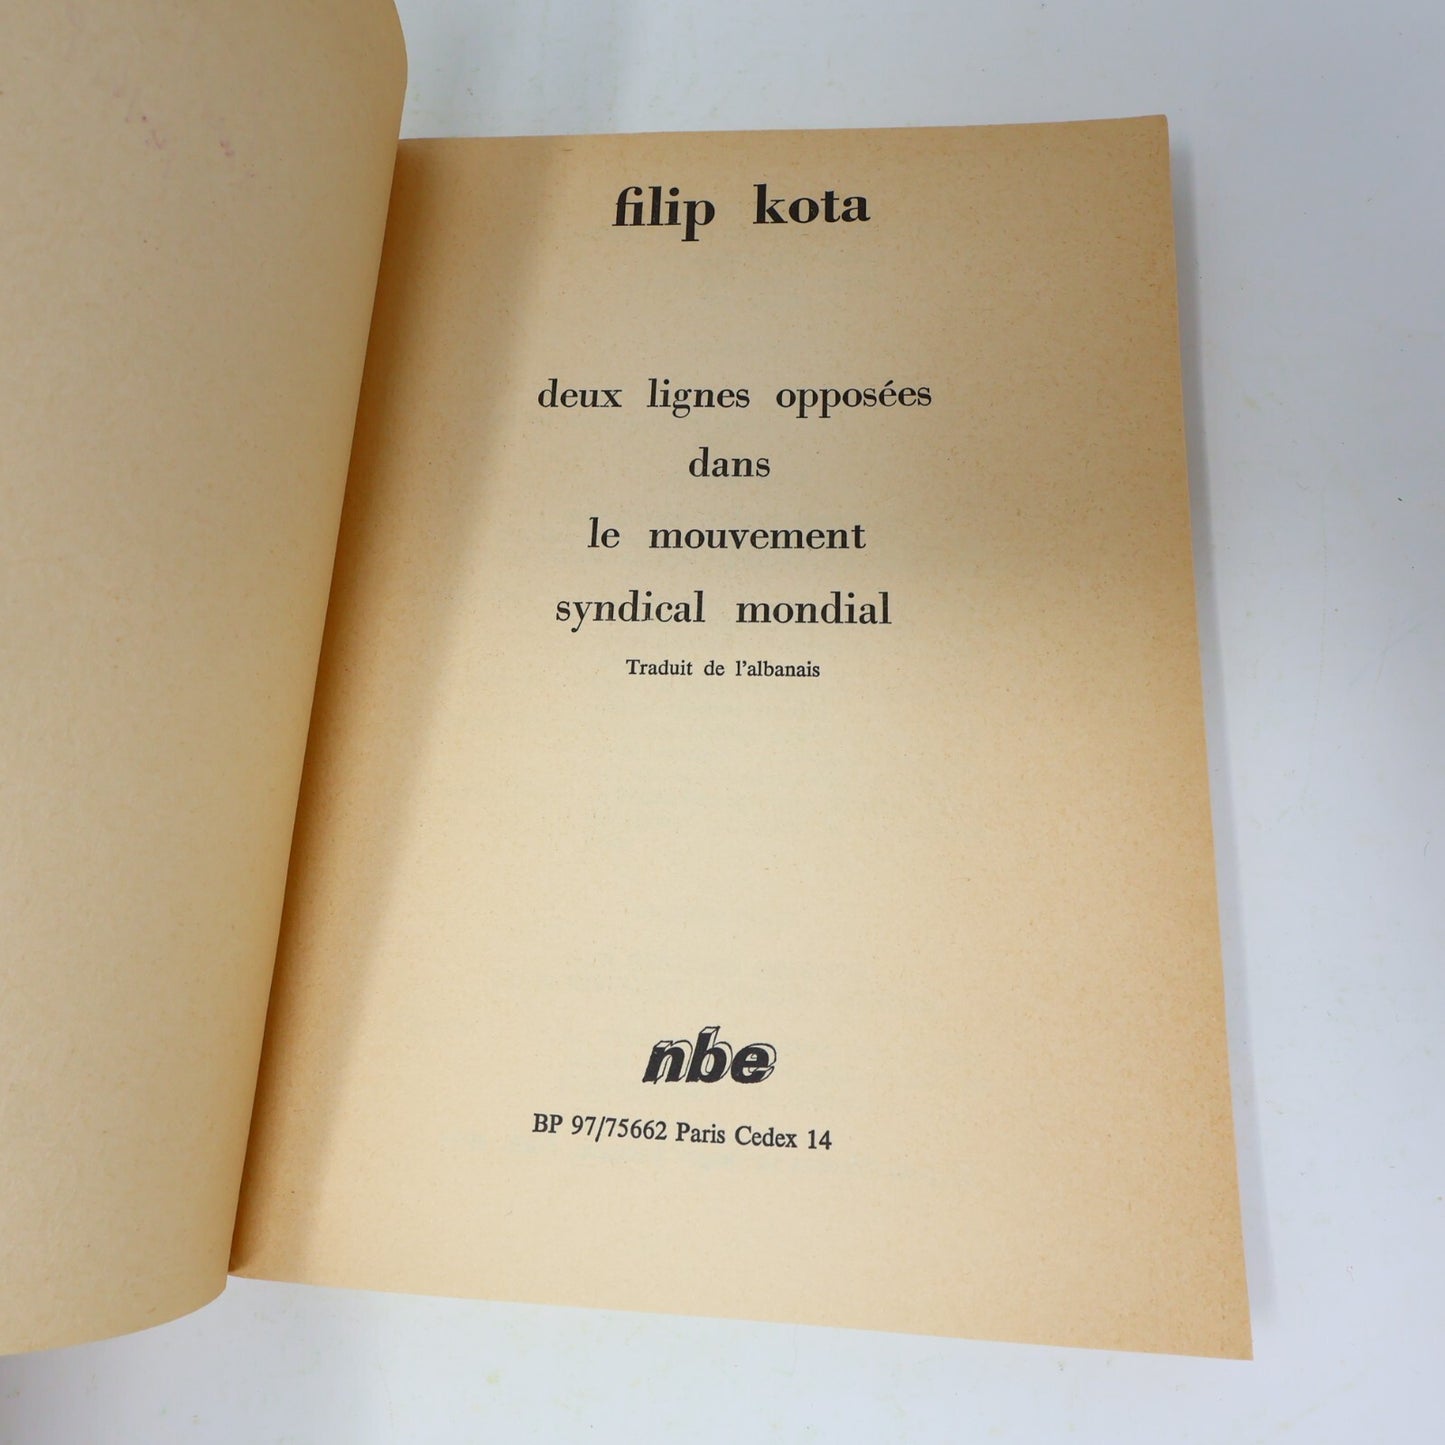 filip kota
deux lignes opposées
dans
le mouvement
syndical mondial
Traduit de l'albanais
nbe
BP 97/75662 Paris Cedex 14